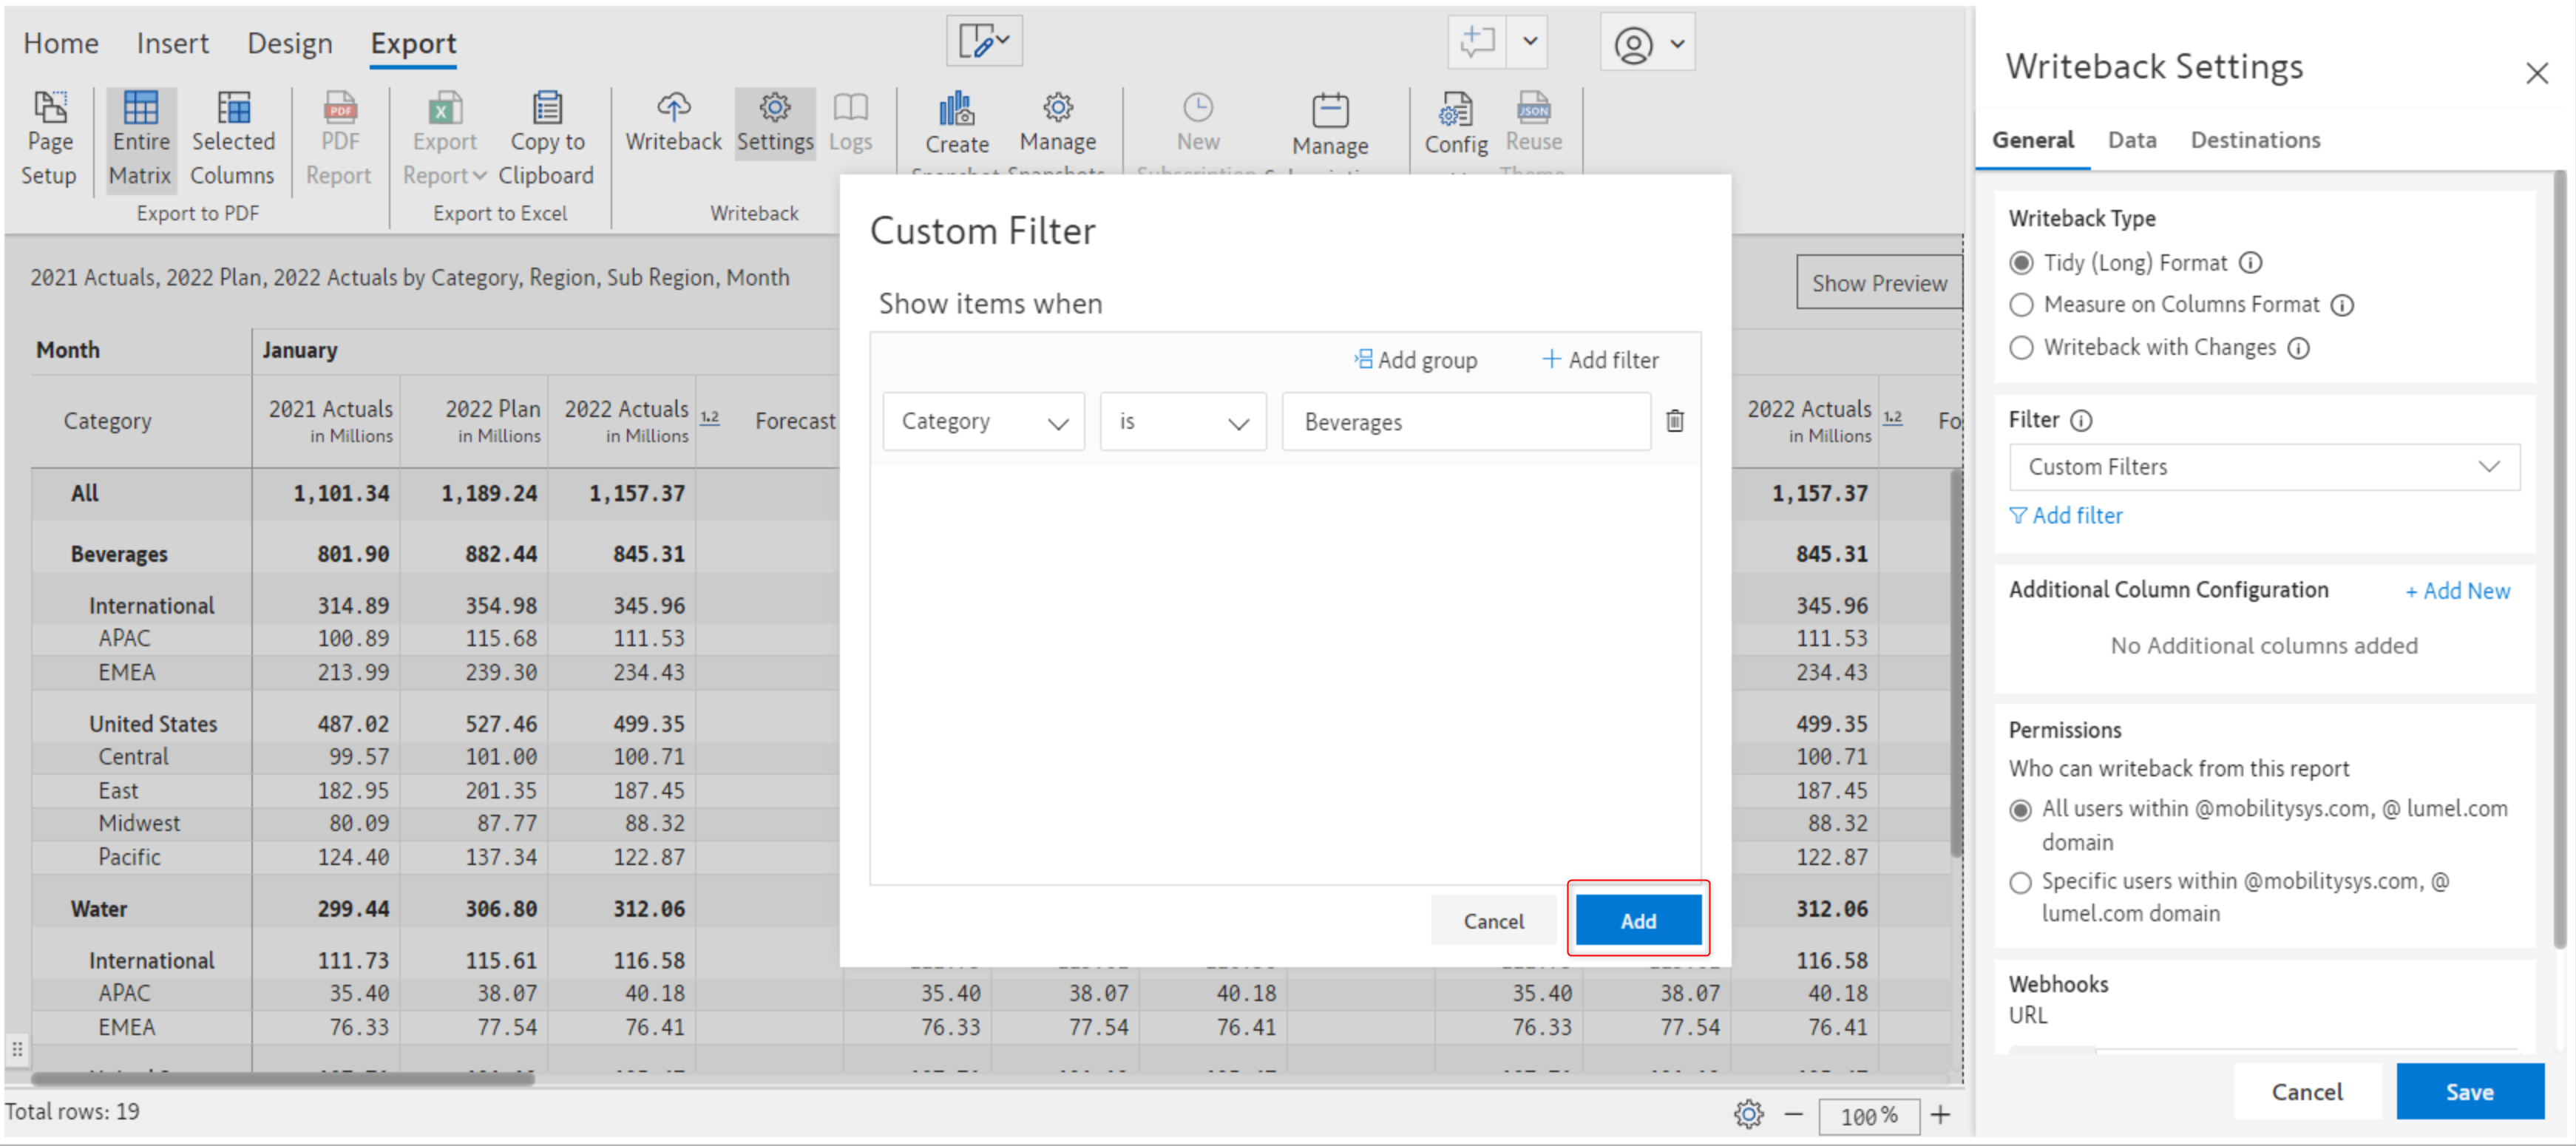 Home Insert Design Export
Page Setup
Entire Matrix
Selected Columns
PDF Report
Export to PDF
Export Report
Copy to Clipboard
Export to Excel
Writeback Settings Logs
Writeback
Create
Manage
New
Manage
Config
JSON
Reuse
2021 Actuals, 2022 Plan, 2022 Actuals by Category, Region, Sub Region, Month
Show Preview
Month January
Category 2021 Actuals in Millions 2022 Plan in Millions 2022 Actuals in Millions 1.2 Forecast 2022 Actuals in Millions 1.2 Fo
All 1,101.34 1,189.24 1,157.37 1,157.37
Beverages 801.90 882.44 845.31 845.31
International 314.89 354.98 345.96 345.96
APAC 100.89 115.68 111.53 111.53
EMEA 213.99 239.30 234.43 234.43
United States 487.02 527.46 499.35 499.35
Central 99.57 101.00 100.71 100.71
East 182.95 201.35 187.45 187.45
Midwest 80.09 87.77 88.32 88.32
Pacific 124.40 137.34 122.87 122.87
Water 299.44 306.80 312.06 312.06
International 111.73 115.61 116.58 116.58
APAC 35.40 38.07 40.18 35.40 38.07 40.18 35.40 38.07 40.18
EMEA 76.33 77.54 76.41 76.33 77.54 76.41 76.33 77.54 76.41
Total rows: 19
100%
Custom Filter
Show items when
Add group + Add filter
Category is Beverages
Cancel Add
Writeback Settings
General Data Destinations
Writeback Type
Tidy (Long) Format
Measure on Columns Format
Writeback with Changes
Filter
Custom Filters
Add filter
Additional Column Configuration + Add New
No Additional columns added
Permissions
Who can writeback from this report
All users within @mobilitysys.com, @ lumel.com
domain
Specific users within @mobilitysys.com, @
lumel.com domain
Webhooks
URL
Cancel Save